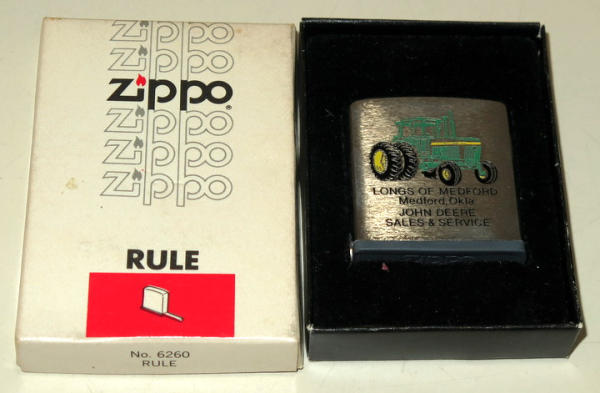 Zippo
Zippo
Zippo
Zippo®
Zippo
Zippo
RULE
No. 6260
RULE
LONGS OF MEDFORD
Medford, Okla.
JOHN DEERE
SALES & SERVICE
ZIPPO